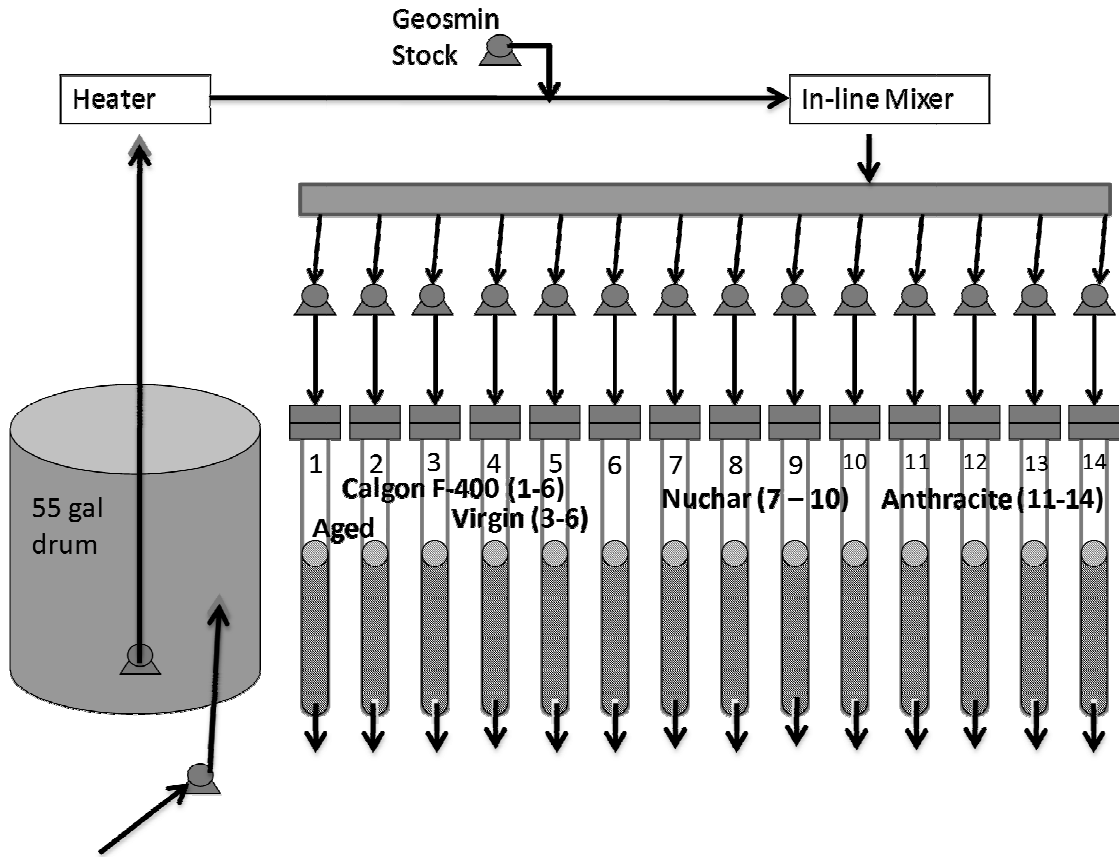 Geosmin
Stock
Heater
In-line Mixer
55 gal
drum
1 2 3 4 5 6 7 8 9 10 11 12 13 14
Calgon F-400 (1-6)
Nuchar (7 – 10)
Anthracite (11-14)
Virgin (3-6)
Aged